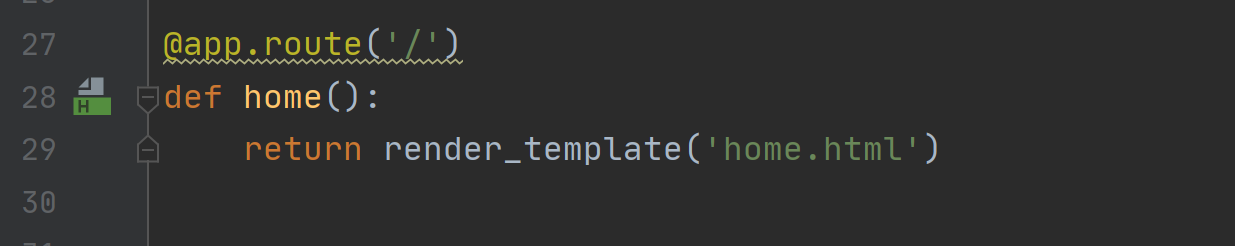 27 @app.route('/')
28 H def home():
29 return render_template('home.html')
30